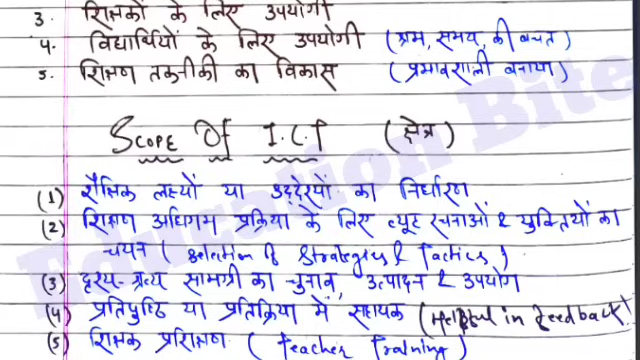 3. शिक्षकों के लिए उपयोगी
4. विद्यार्थियों के लिए उपयोगी (श्रम, समय, की बचत)
5. शिक्षण तकनीकी का विकास (प्रभावशाली बनाया)
SCOPE Of I.C.T (क्षेत्र)
(1) शैक्षिक लक्ष्यों या उद्देश्यों का निर्धारण
(2) शिक्षण अधिगम प्रक्रिया के लिए व्यूह रचनाओं & युक्तियों का
चयन (Selection of Strategies & Tactics)
(3) दृश्य-श्रव्य सामग्री का चुनाव, उत्पादन & उपयोग
(4) प्रतिपुष्टि या प्रतिक्रिया में सहायक (Helpful in feedback)
(5) शिक्षक प्रशिक्षण (Teacher Training)
Education Bite